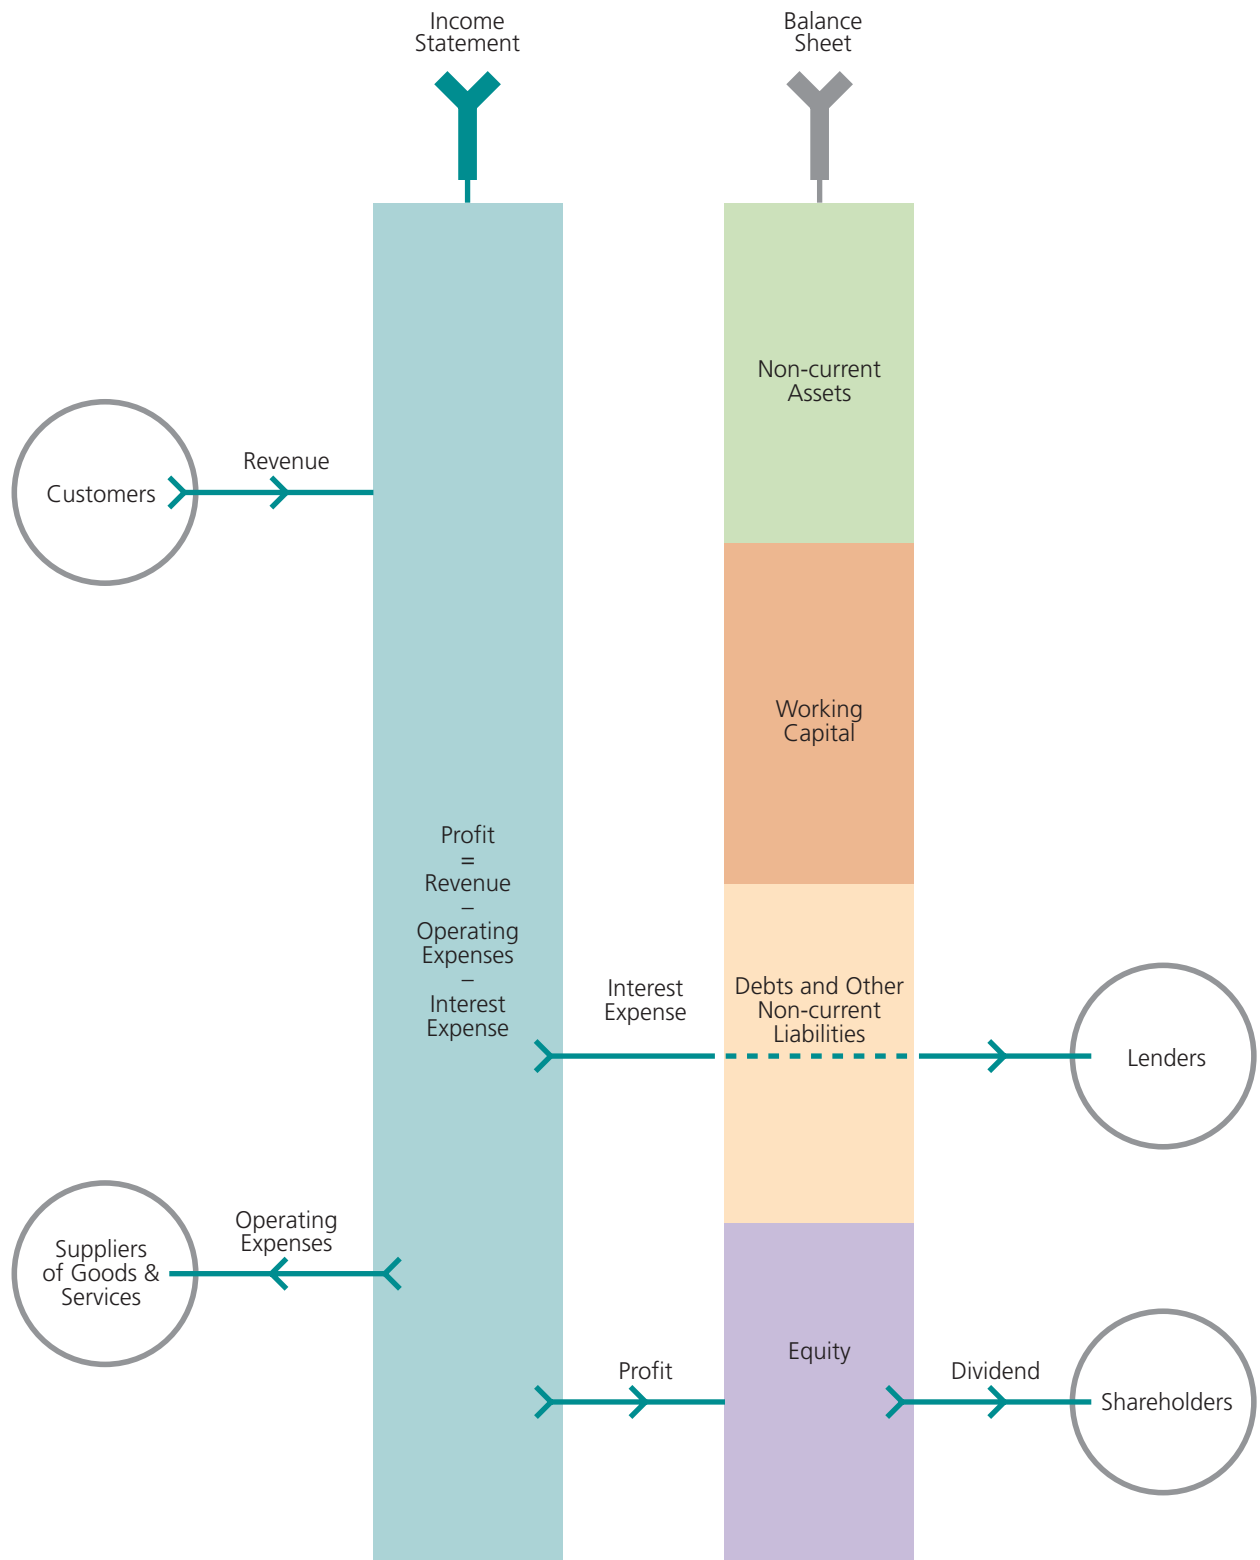 Income
Statement
Balance
Sheet
Non-current
Assets
Revenue
Customers
Working
Capital
Profit
=
Revenue
–
Operating
Expenses
–
Interest
Expense
Interest
Expense
Debts and Other
Non-current
Liabilities
Lenders
Operating
Expenses
Suppliers
of Goods &
Services
Equity
Profit
Dividend
Shareholders